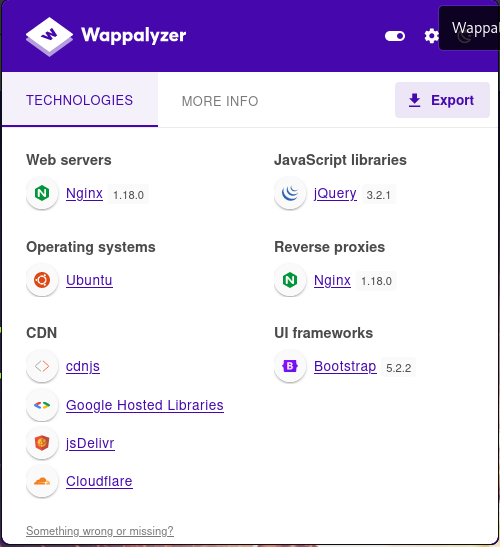 Wappalyzer
Wappal
TECHNOLOGIES
MORE INFO
Export
Web servers
Nginx 1.18.0
Operating systems
Ubuntu
CDN
cdnjs
Google Hosted Libraries
jsDelivr
Cloudflare
JavaScript libraries
jQuery 3.2.1
Reverse proxies
Nginx 1.18.0
UI frameworks
Bootstrap 5.2.2
Something wrong or missing?